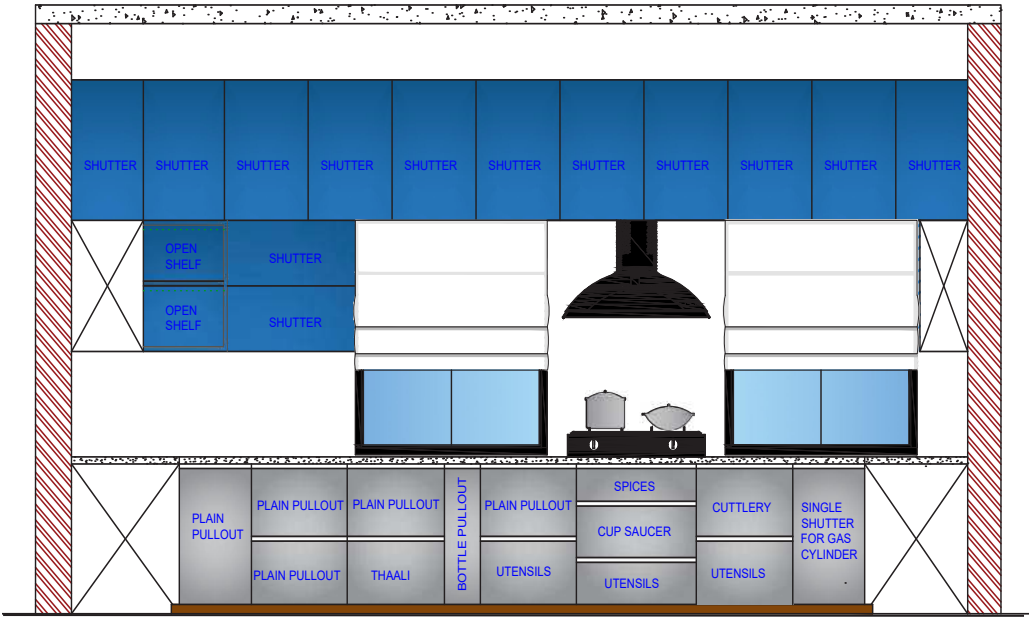 SHUTTER SHUTTER SHUTTER SHUTTER SHUTTER SHUTTER SHUTTER SHUTTER SHUTTER SHUTTER SHUTTER
OPEN
SHELF
SHUTTER
OPEN
SHELF
SHUTTER
PLAIN
PULLOUT
PLAIN PULLOUT
PLAIN PULLOUT
PLAIN PULLOUT
THAALI
BOTTLE PULLOUT
PLAIN PULLOUT
UTENSILS
SPICES
CUP SAUCER
UTENSILS
CUTTLERY
UTENSILS
SINGLE
SHUTTER
FOR GAS
CYLINDER